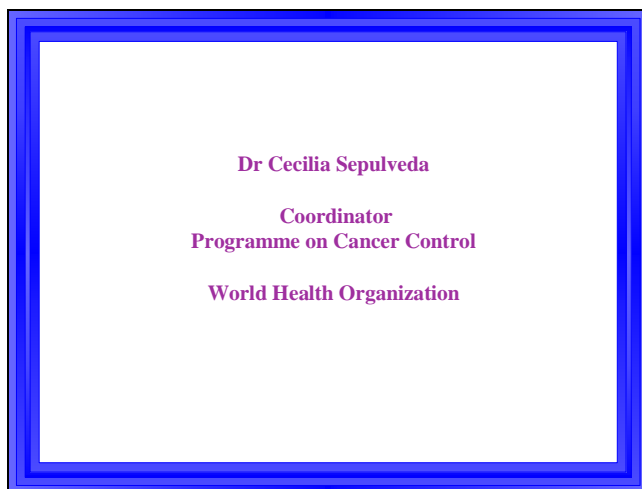 Dr Cecilia Sepulveda
Coordinator
Programme on Cancer Control
World Health Organization